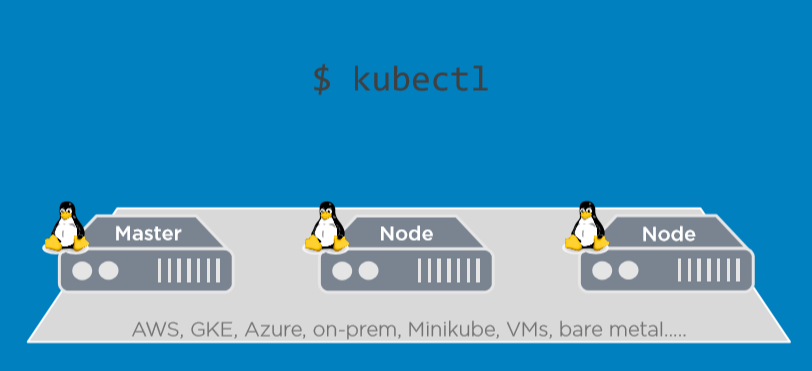 $ kubectl
Master Node Node
AWS, GKE, Azure, on-prem, Minikube, VMs, bare metal.....